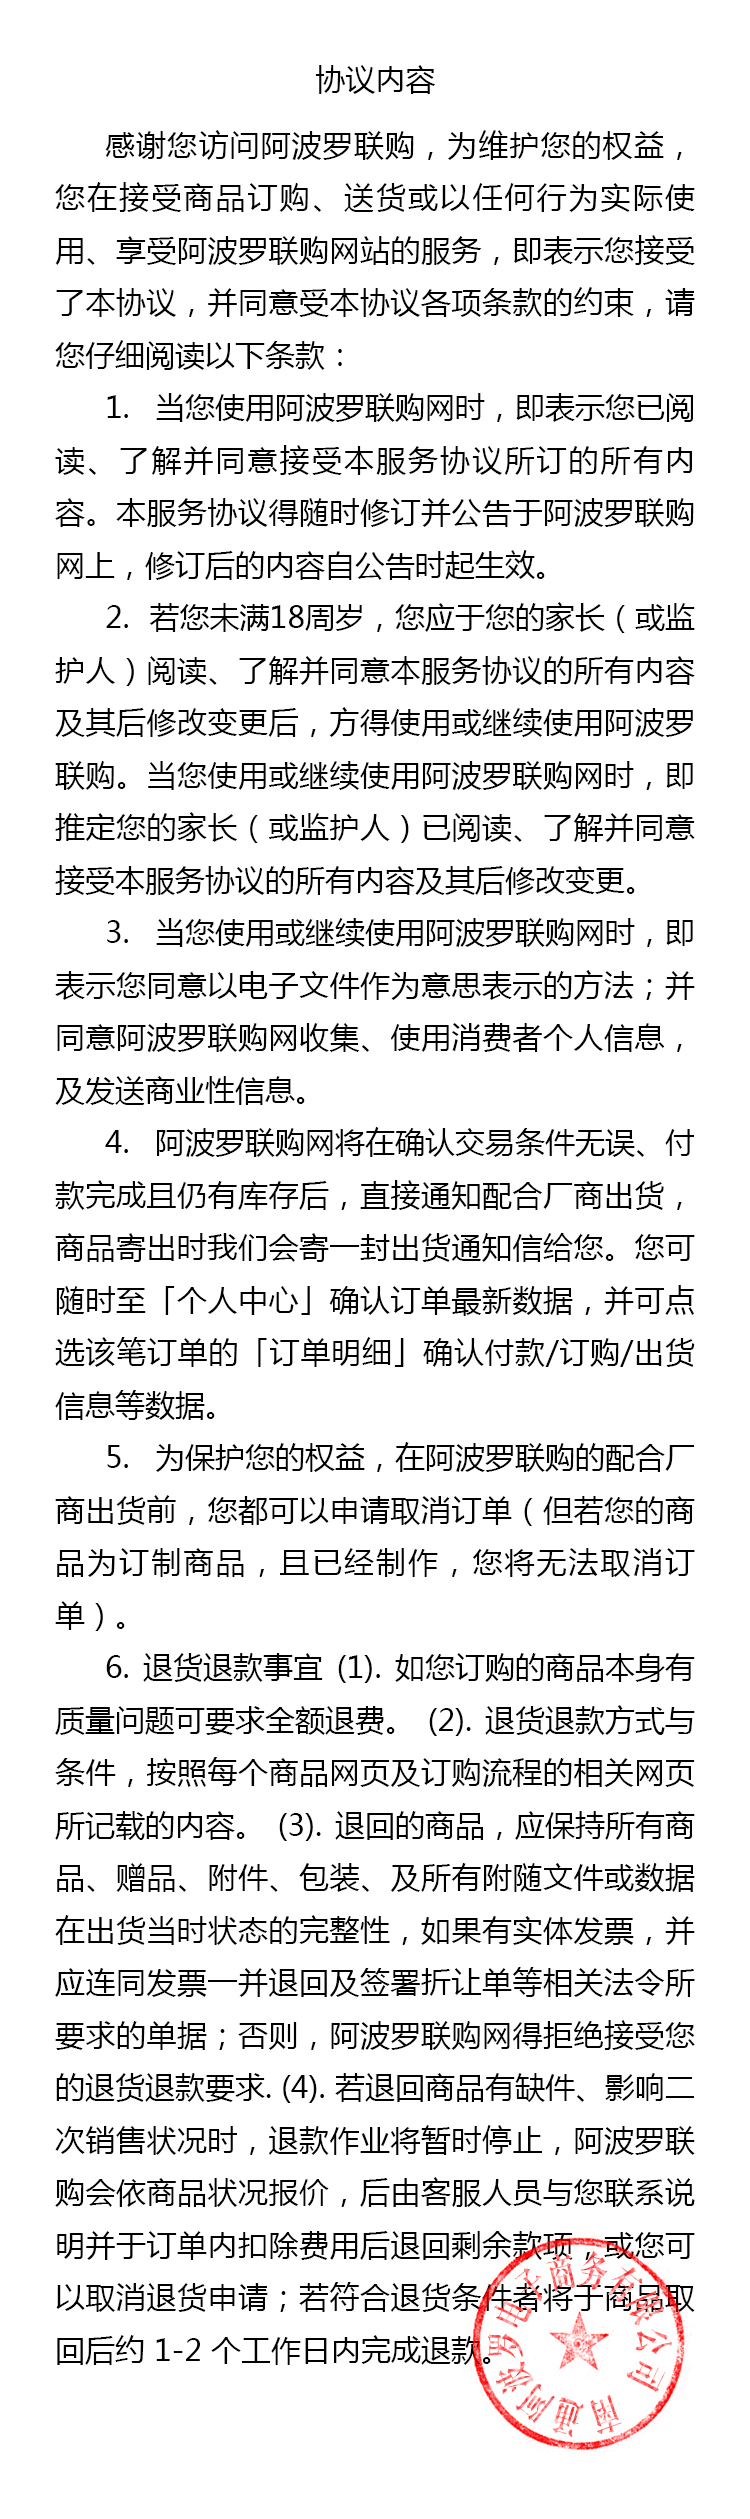 协议内容
感谢您访问阿波罗联购，为维护您的权益，
您在接受商品订购、送货或以任何行为实际使
用、享受阿波罗联购网站的服务，即表示您接受
了本协议，并同意受本协议各项条款的约束，请
您仔细阅读以下条款：
1. 当您使用阿波罗联购网时，即表示您已阅
读、了解并同意接受本服务协议所订的所有内
容。本服务协议得随时修订并公告于阿波罗联购
网上，修订后的内容自公告时起生效。
2. 若您未满18周岁，您应于您的家长（或监
护人）阅读、了解并同意本服务协议的所有内容
及其后修改变更后，方得使用或继续使用阿波罗
联购。当您使用或继续使用阿波罗联购网时，即
推定您的家长（或监护人）已阅读、了解并同意
接受本服务协议的所有内容及其后修改变更。
3. 当您使用或继续使用阿波罗联购网时，即
表示您同意以电子文件作为意思表示的方法；并
同意阿波罗联购网收集、使用消费者个人信息，
及发送商业性信息。
4. 阿波罗联购网将在确认交易条件无误、付
款完成且仍有库存后，直接通知配合厂商出货，
商品寄出时我们会寄一封出货通知信给您。您可
随时至「个人中心」确认订单最新数据，并可点
选该笔订单的「订单明细」确认付款/订购/出货
信息等数据。
5. 为保护您的权益，在阿波罗联购的配合厂
商出货前，您都可以申请取消订单（但若您的商
品为订制商品，且已经制作，您将无法取消订
单）。
6. 退货退款事宜 (1). 如您订购的商品本身有
质量问题可要求全额退费。 (2). 退货退款方式与
条件，按照每个商品网页及订购流程的相关网页
所记载的内容。 (3). 退回的商品，应保持所有商
品、赠品、附件、包装、及所有附随文件或数据
在出货当时状态的完整性，如果有实体发票，并
应连同发票一并退回及签署折让单等相关法令所
要求的单据；否则，阿波罗联购网得拒绝接受您
的退货退款要求. (4). 若退回商品有缺件、影响二
次销售状况时，退款作业将暂时停止，阿波罗联
购会依商品状况报价，后由客服人员与您联系说
明并于订单内扣除费用后退回剩余款项，或您可
以取消退货申请；若符合退货条件者将于商品取
回后约 1-2 个工作日内完成退款。
南通阿波罗电子商务有限公司